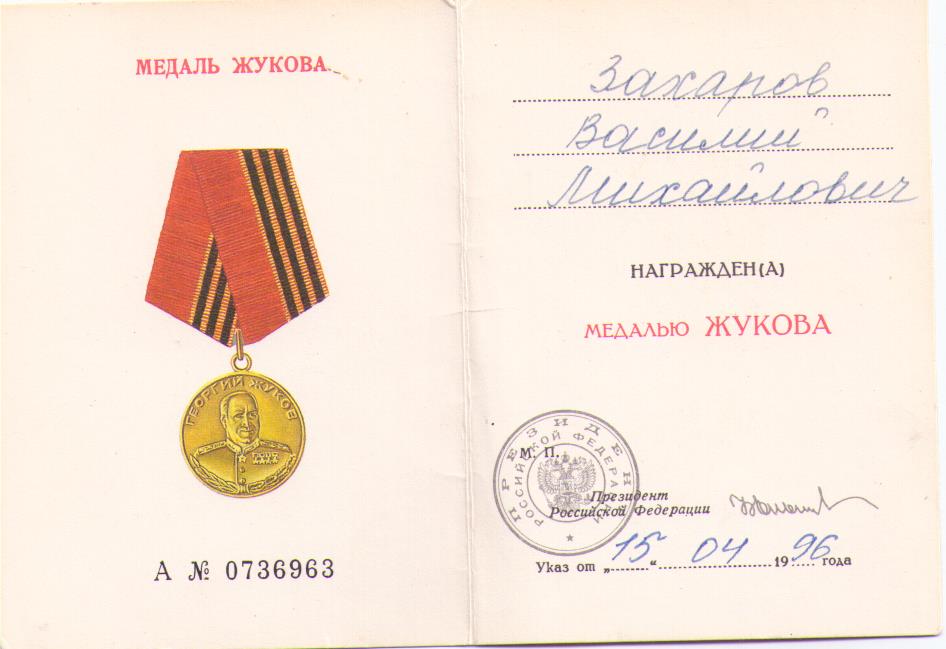 МЕДАЛЬ ЖУКОВА
ГЕОРГИЙ ЖУКОВ
А № 0736963
Захаров
Василий
Михайлович
НАГРАЖДЕН(А)
МЕДАЛЬЮ ЖУКОВА
ПРЕЗИДЕНТ
РОССИЙСКОЙ ФЕДЕРАЦИИ
М. П.
Президент
Российской Федерации
Указ от „15“ 04 1996 года